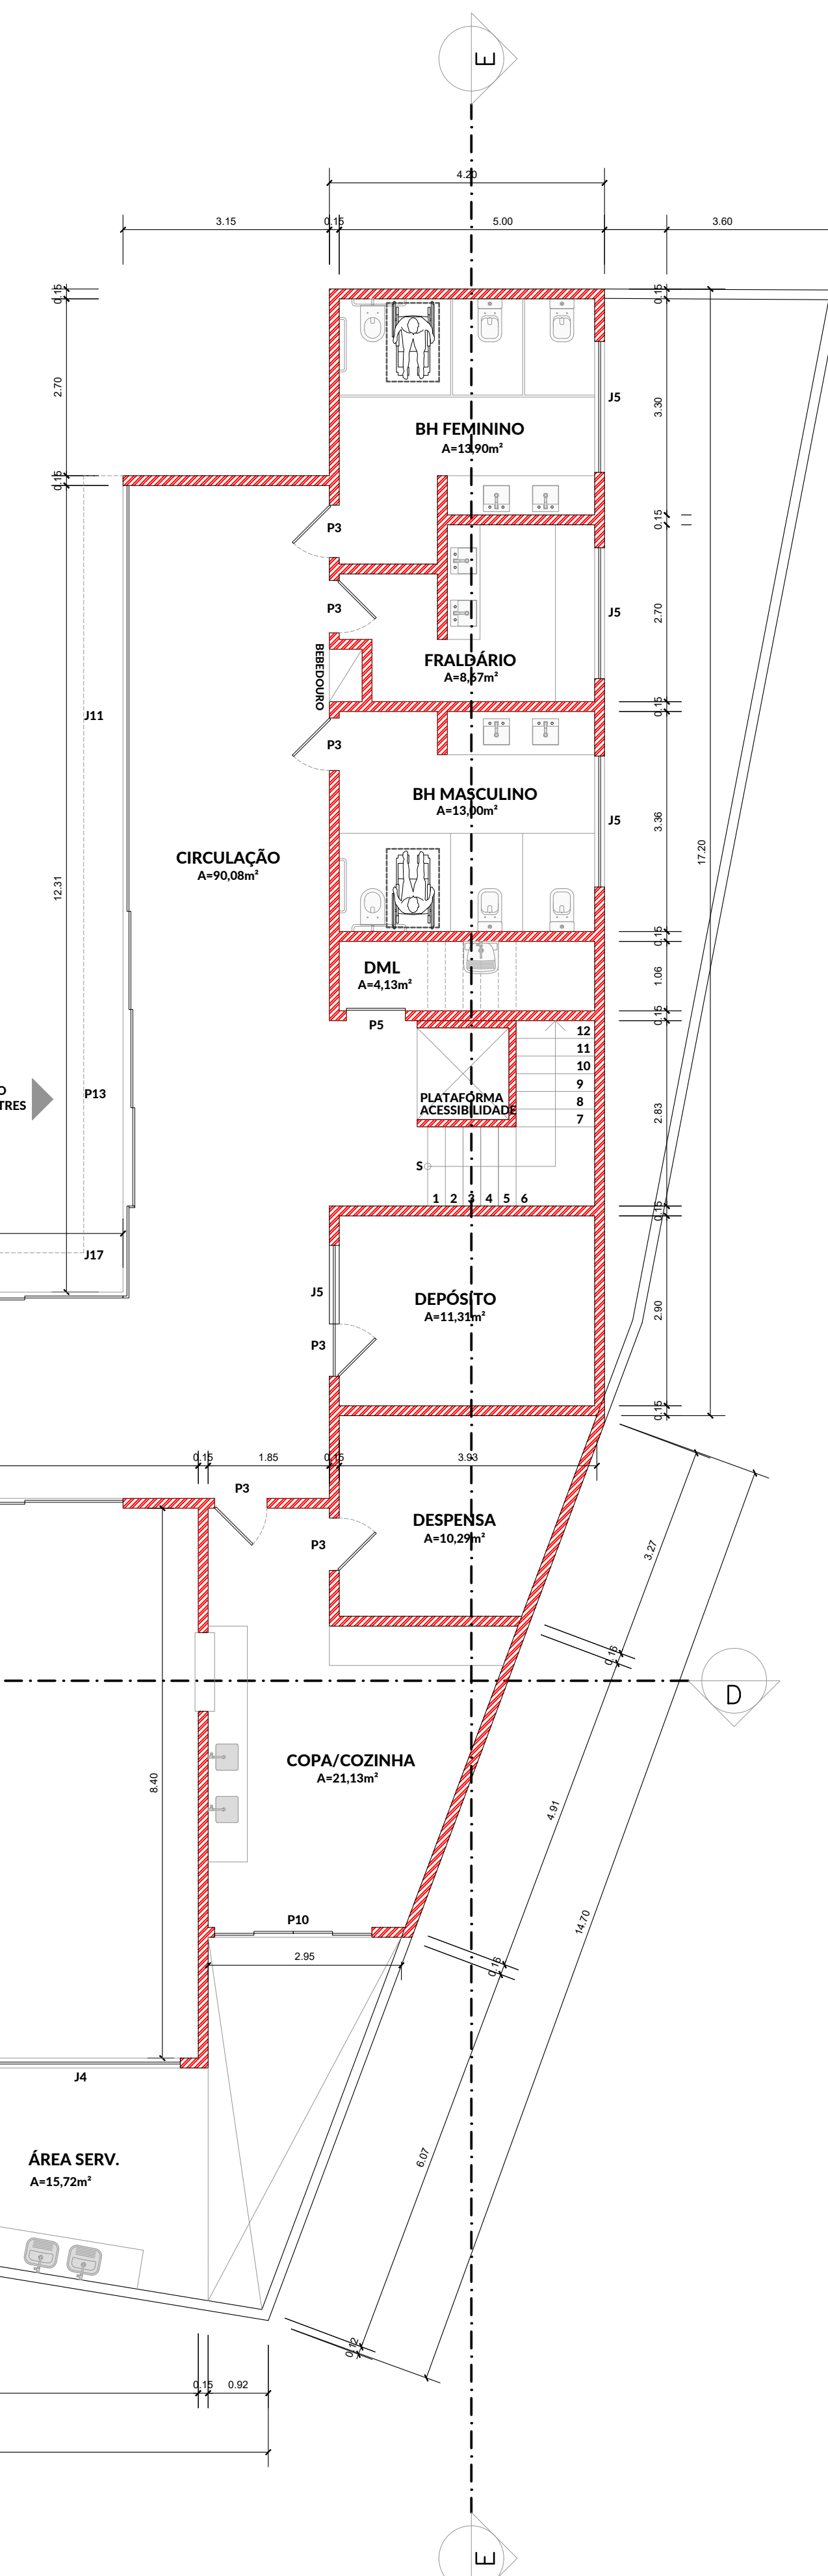 E
4.20
3.15
0.15
5.00
3.60
0.15
0.15
2.70
3.30
J5
BH FEMININO
A=13,90m²
0.15
0.15
P3
P3
J5
2.70
BEBEDOURO
FRALDÁRIO
A=8,67m²
0.15
J11
P3
BH MASCULINO
A=13,00m²
J5
3.36
17.20
CIRCULAÇÃO
A=90,08m²
12.31
0.15
DML
A=4,13m²
1.06
0.15
P5
12
11
10
9
8
7
PLATAFORMA
ACESSIBILIDADE
O
TRES
P13
2.83
S
1 2 3 4 5 6
0.15
J17
J5
DEPÓSITO
A=11,31m²
2.90
P3
0.15
0.15
1.85
0.15
3.93
P3
DESPENSA
A=10,29m²
P3
3.27
0.16
D
COPA/COZINHA
A=21,13m²
8.40
4.91
P10
14.70
2.95
0.16
J4
ÁREA SERV.
A=15,72m²
6.07
0.12
0.15
0.92
E